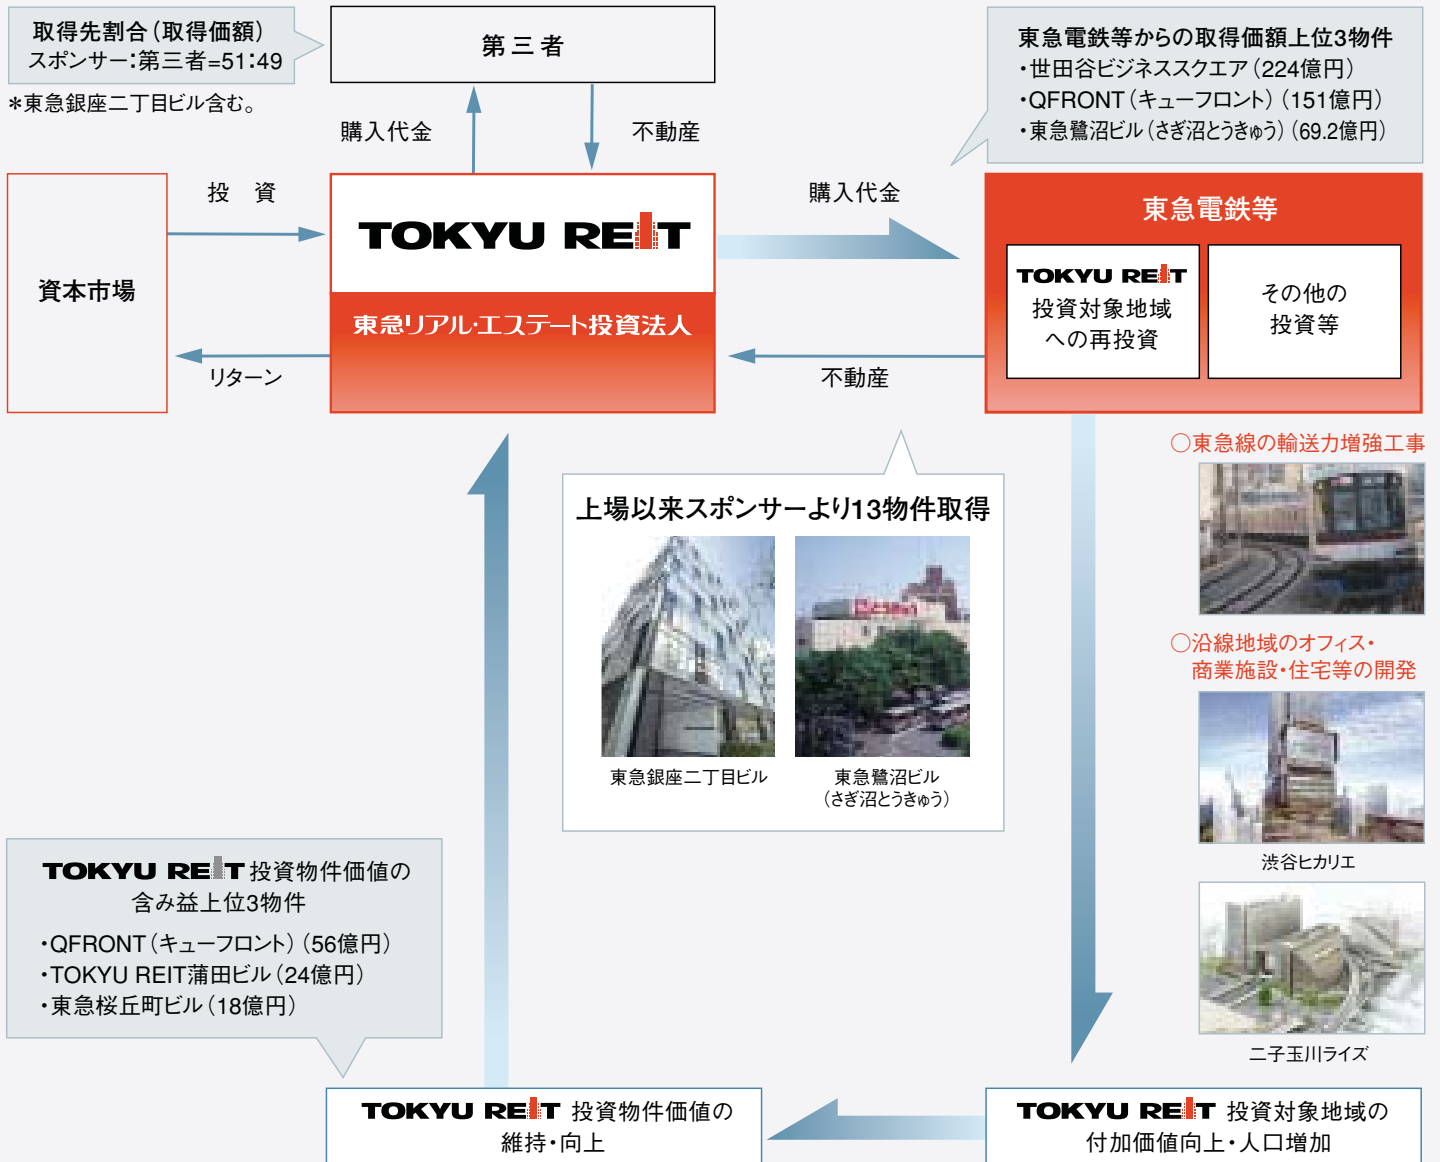 取得先割合（取得価額）
スポンサー：第三者=51：49
＊東急銀座二丁目ビル含む。
第三者
東急電鉄等からの取得価額上位3物件
・世田谷ビジネススクエア（224億円）
・QFRONT（キューフロント）（151億円）
・東急鷺沼ビル（さぎ沼とうきゅう）（69.2億円）
購入代金
不動産
資本市場
投　資
リターン
TOKYU REIT
東急リアル・エステート投資法人
購入代金
不動産
東急電鉄等
TOKYU REIT
投資対象地域
への再投資
その他の
投資等
○東急線の輸送力増強工事
○沿線地域のオフィス・
商業施設・住宅等の開発
渋谷ヒカリエ
二子玉川ライズ
上場以来スポンサーより13物件取得
東急銀座二丁目ビル
東急鷺沼ビル
（さぎ沼とうきゅう）
TOKYU REIT 投資物件価値の
含み益上位3物件
・QFRONT（キューフロント）（56億円）
・TOKYU REIT蒲田ビル（24億円）
・東急桜丘町ビル（18億円）
TOKYU REIT 投資物件価値の
維持・向上
TOKYU REIT 投資対象地域の
付加価値向上・人口増加